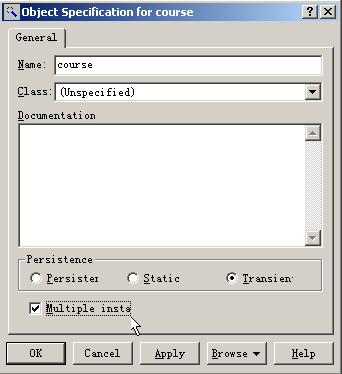 Object Specification for course
General
Name: course
Class: (Unspecified)
Documentation
Persistence
Persister Static Transien
Multiple insta
OK Cancel Apply Browse Help